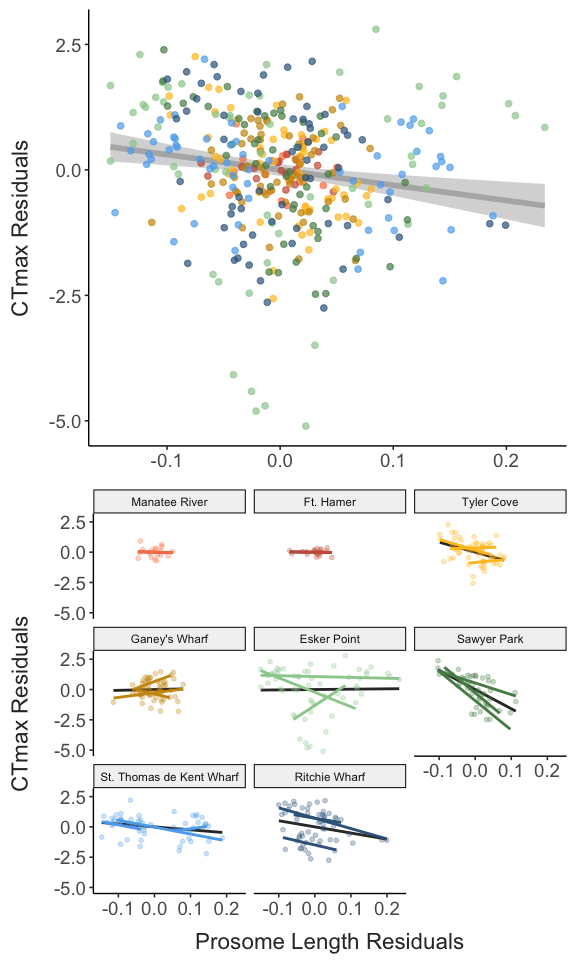 CTmax Residuals
2.5
0.0
-2.5
-5.0
-0.1 0.0 0.1 0.2
Manatee River Ft. Hamer Tyler Cove
2.5
0.0
-2.5
-5.0
Ganey's Wharf Esker Point Sawyer Park
2.5
0.0
-2.5
-5.0
-0.1 0.0 0.1 0.2
CTmax Residuals
St. Thomas de Kent Wharf Ritchie Wharf
2.5
0.0
-2.5
-5.0
-0.1 0.0 0.1 0.2 -0.1 0.0 0.1 0.2
Prosome Length Residuals